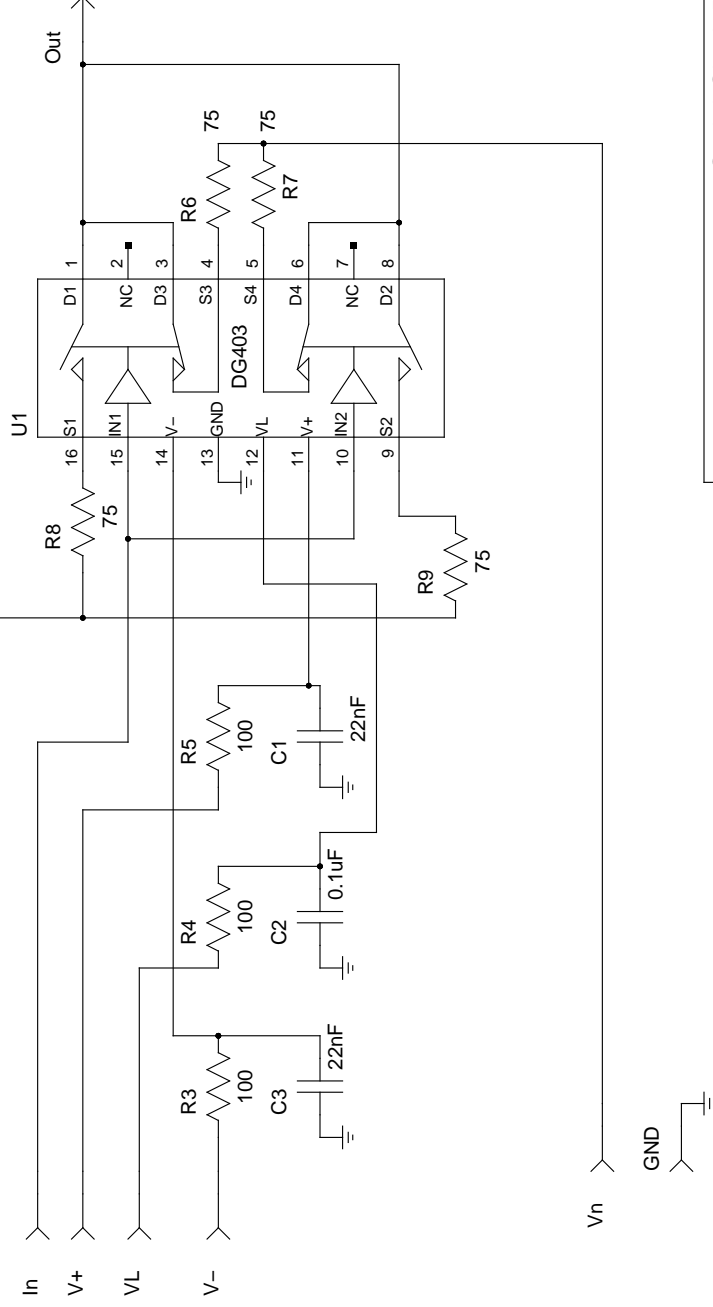 Out
75
75
R6
R7
1
2
3
4
5
6
7
8
D1
NC
D3
S3
S4
D4
NC
D2
DG403
U1
S1
IN1
V−
GND
VL
V+
IN2
S2
16
15
14
13
12
11
10
9
R8
75
R9
75
R5
100
C1
22nF
R4
100
C2
0.1uF
R3
100
C3
22nF
In
V+
VL
V−
Vn
GND